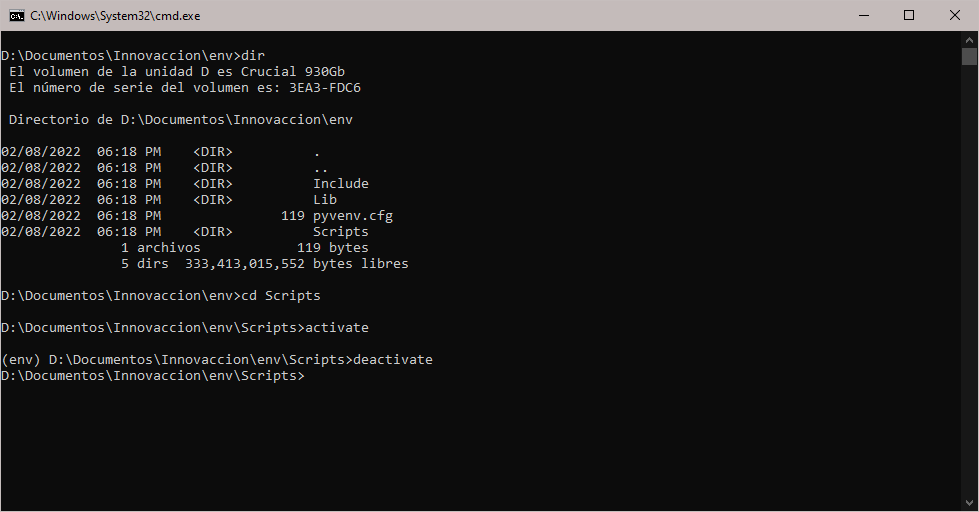 C:\Windows\System32\cmd.exe
D:\Documentos\Innovaccion\env>dir
 El volumen de la unidad D es Crucial 930Gb
 El número de serie del volumen es: 3EA3-FDC6

 Directorio de D:\Documentos\Innovaccion\env

02/08/2022  06:18 PM    <DIR>          .
02/08/2022  06:18 PM    <DIR>          ..
02/08/2022  06:18 PM    <DIR>          Include
02/08/2022  06:18 PM    <DIR>          Lib
02/08/2022  06:18 PM               119 pyvenv.cfg
02/08/2022  06:18 PM    <DIR>          Scripts
               1 archivos            119 bytes
               5 dirs  333,413,015,552 bytes libres

D:\Documentos\Innovaccion\env>cd Scripts

D:\Documentos\Innovaccion\env\Scripts>activate

(env) D:\Documentos\Innovaccion\env\Scripts>deactivate
D:\Documentos\Innovaccion\env\Scripts>